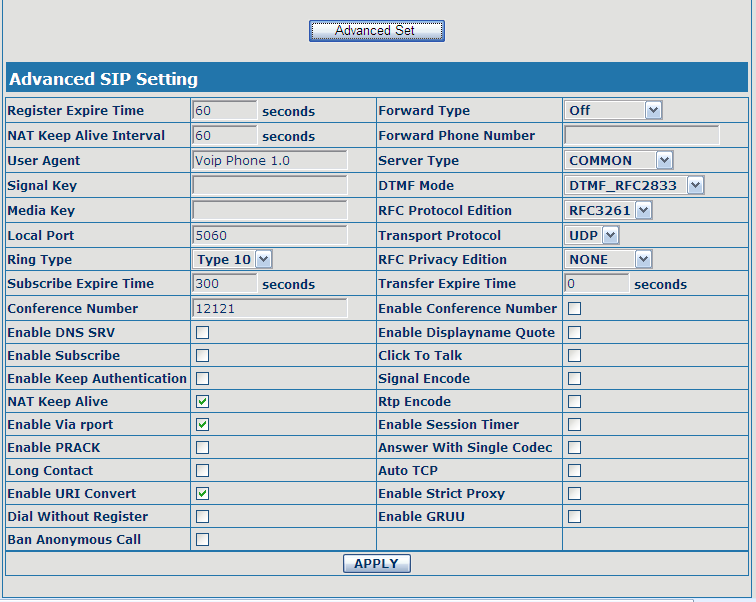 Advanced Set
Advanced SIP Setting
Register Expire Time 60 seconds Forward Type Off
NAT Keep Alive Interval 60 seconds Forward Phone Number
User Agent Voip Phone 1.0 Server Type COMMON
Signal Key DTMF Mode DTMF_RFC2833
Media Key RFC Protocol Edition RFC3261
Local Port 5060 Transport Protocol UDP
Ring Type Type 10 RFC Privacy Edition NONE
Subscribe Expire Time 300 seconds Transfer Expire Time 0 seconds
Conference Number 12121 Enable Conference Number
Enable DNS SRV Enable Displayname Quote
Enable Subscribe Click To Talk
Enable Keep Authentication Signal Encode
NAT Keep Alive Rtp Encode
Enable Via rport Enable Session Timer
Enable PRACK Answer With Single Codec
Long Contact Auto TCP
Enable URI Convert Enable Strict Proxy
Dial Without Register Enable GRUU
Ban Anonymous Call
APPLY